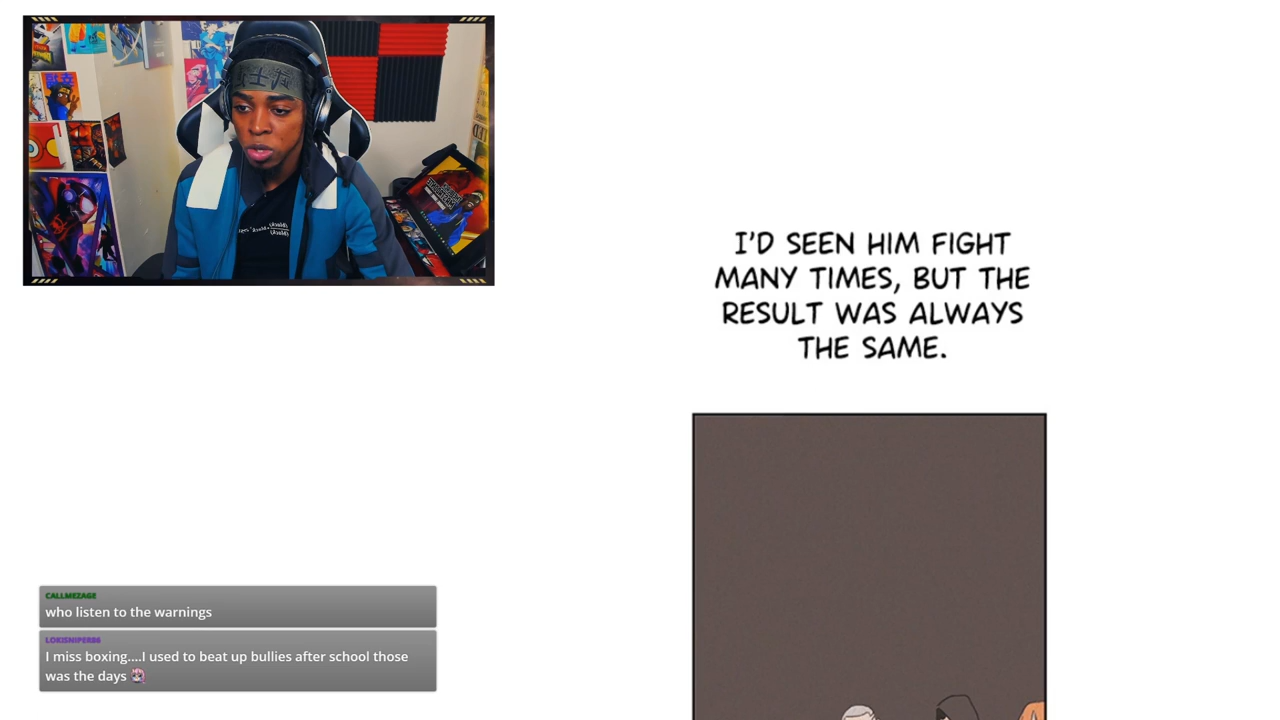 I'D SEEN HIM FIGHT
MANY TIMES, BUT THE
RESULT WAS ALWAYS
THE SAME.
CALLMEZAGE
who listen to the warnings
LOKISNIPER86
I miss boxing....I used to beat up bullies after school those
was the days